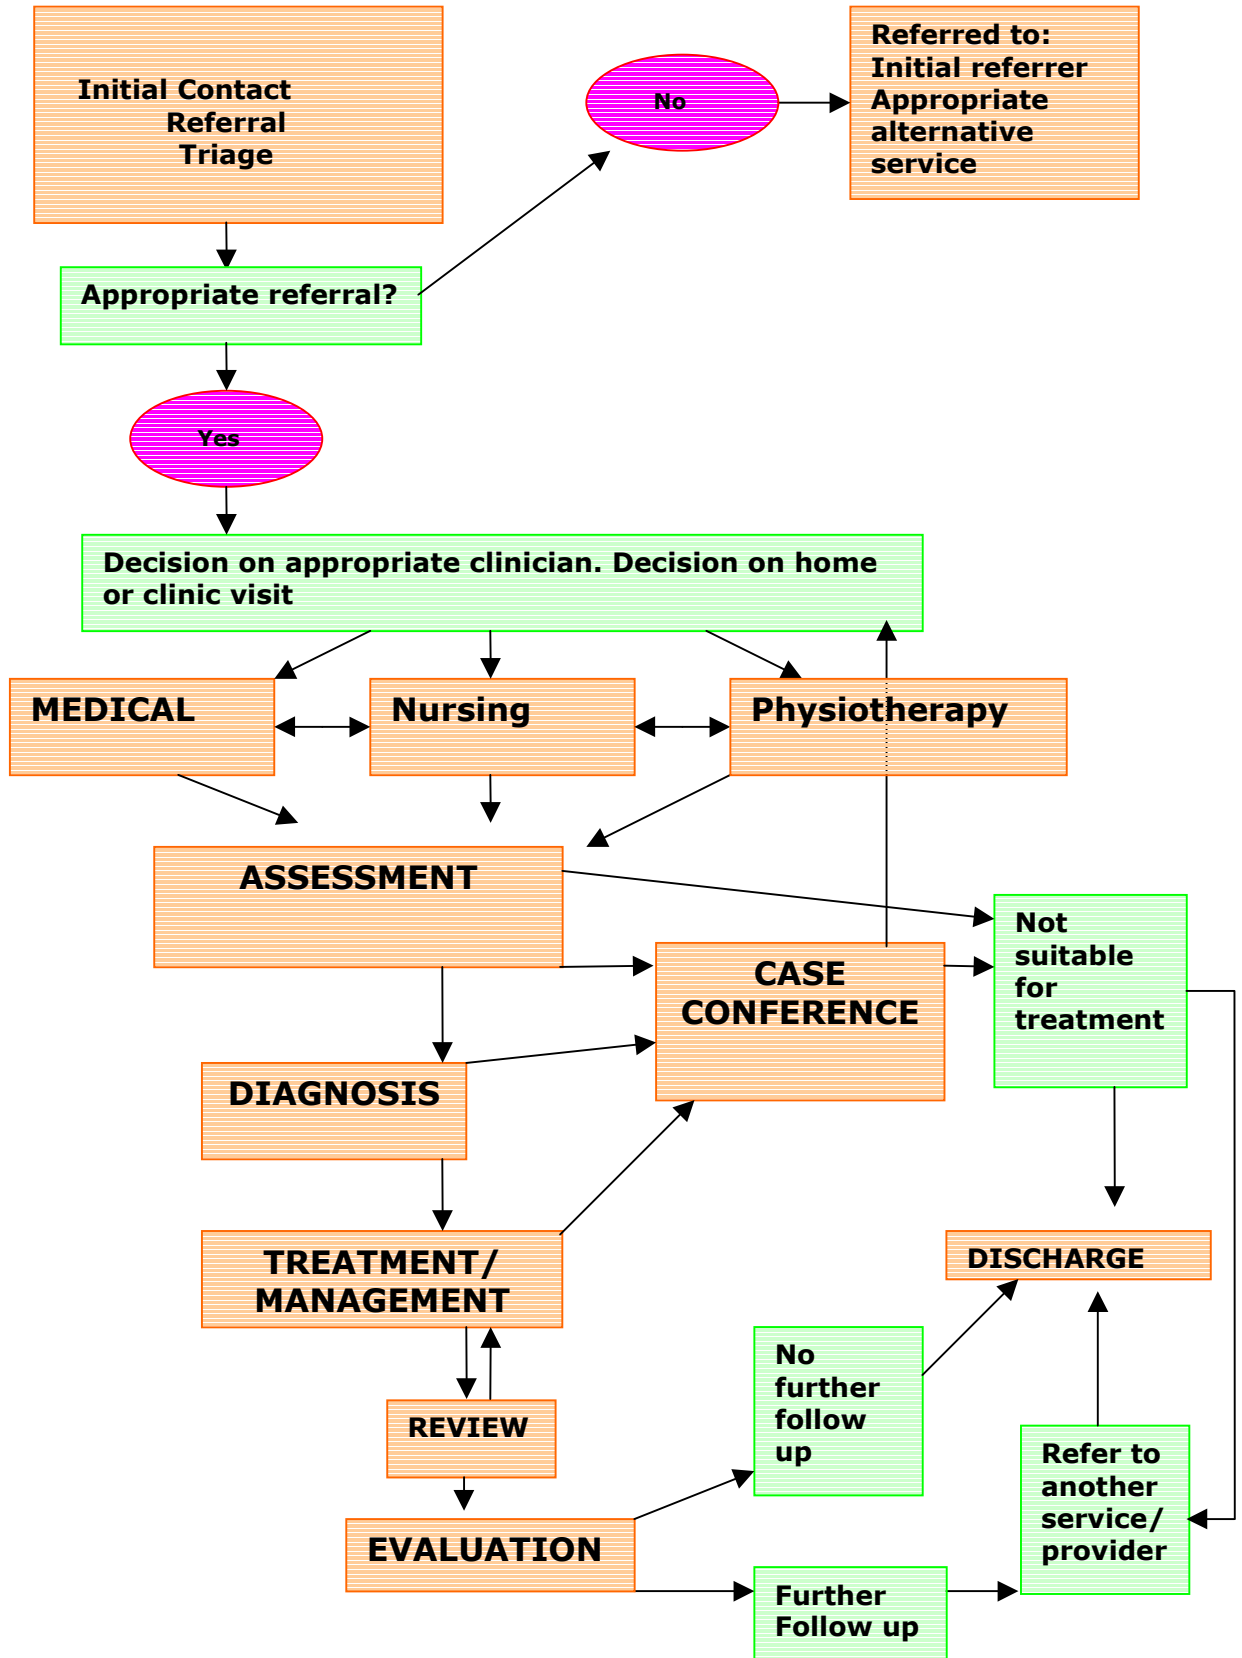 Initial Contact
Referral
Triage
No
Referred to:
Initial referrer
Appropriate
alternative
service
Appropriate referral?
Yes
Decision on appropriate clinician. Decision on home
or clinic visit
MEDICAL
Nursing
Physiotherapy
ASSESSMENT
Not
suitable
for
treatment
CASE
CONFERENCE
DIAGNOSIS
TREATMENT/
MANAGEMENT
DISCHARGE
No
further
follow
up
REVIEW
Refer to
another
service/
provider
EVALUATION
Further
Follow up